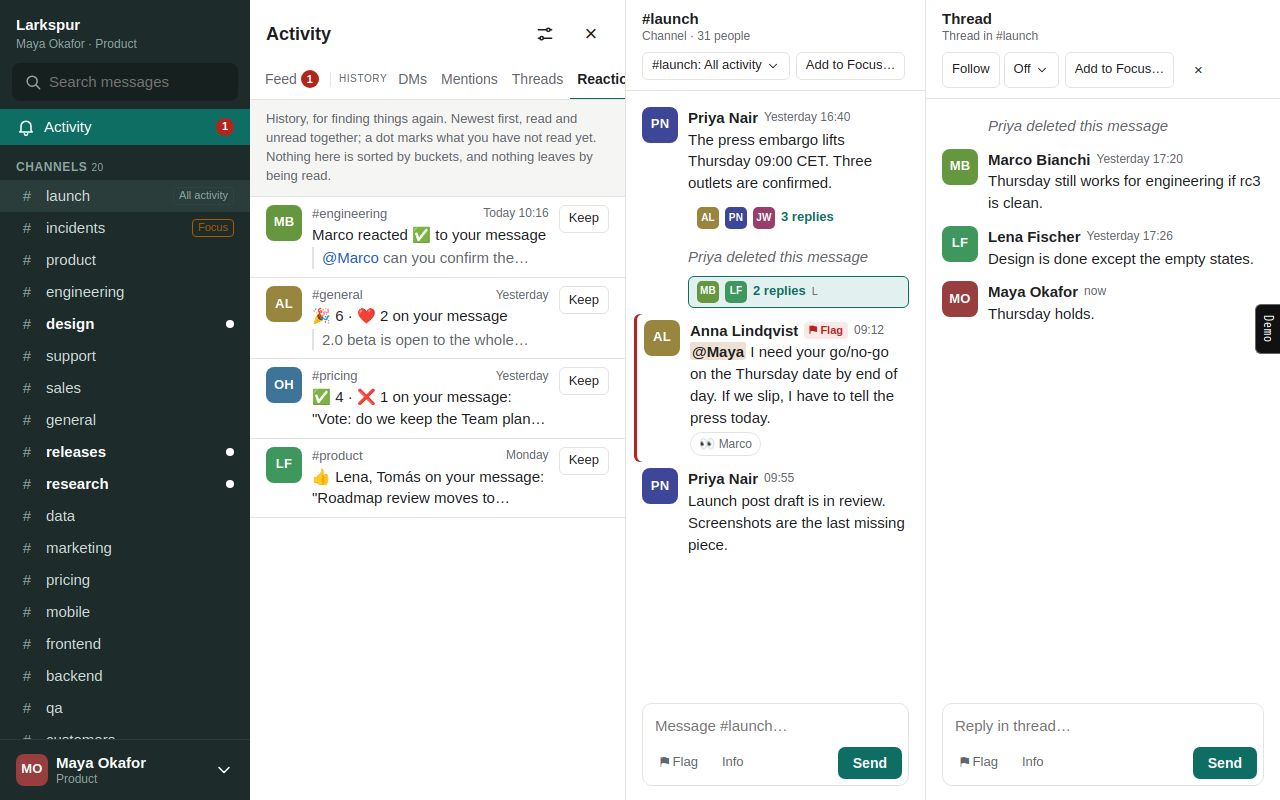 Larkspur
Maya Okafor · Product
Search messages
Activity 1
CHANNELS 20
# launch All activity
# incidents Focus
# product
# engineering
# design
# support
# sales
# general
# releases
# research
# data
# marketing
# pricing
# mobile
# frontend
# backend
# qa
# customers
MO Maya Okafor
Product
Activity
Feed 1 HISTORY DMs Mentions Threads Reactic
History, for finding things again. Newest first, read and
unread together; a dot marks what you have not read yet.
Nothing here is sorted by buckets, and nothing leaves by
being read.
MB #engineering Today 10:16 Keep
Marco reacted ✅ to your message
@Marco can you confirm the…
AL #general Yesterday Keep
🎉 6 · ❤️ 2 on your message
2.0 beta is open to the whole…
OH #pricing Yesterday Keep
✅ 4 · ❌ 1 on your message:
"Vote: do we keep the Team plan…
LF #product Monday Keep
👍 Lena, Tomás on your message:
"Roadmap review moves to…
#launch
Channel · 31 people
#launch: All activity Add to Focus…
PN Priya Nair Yesterday 16:40
The press embargo lifts
Thursday 09:00 CET. Three
outlets are confirmed.
AL PN JW 3 replies
Priya deleted this message
MB LF 2 replies L
AL Anna Lindqvist Flag 09:12
@Maya I need your go/no-go
on the Thursday date by end of
day. If we slip, I have to tell the
press today.
👀 Marco
PN Priya Nair 09:55
Launch post draft is in review.
Screenshots are the last missing
piece.
Message #launch…
Flag Info Send
Thread
Thread in #launch
Follow Off Add to Focus… ×
Priya deleted this message
MB Marco Bianchi Yesterday 17:20
Thursday still works for engineering if rc3
is clean.
LF Lena Fischer Yesterday 17:26
Design is done except the empty states.
MO Maya Okafor now
Thursday holds.
Demo
Reply in thread…
Flag Info Send